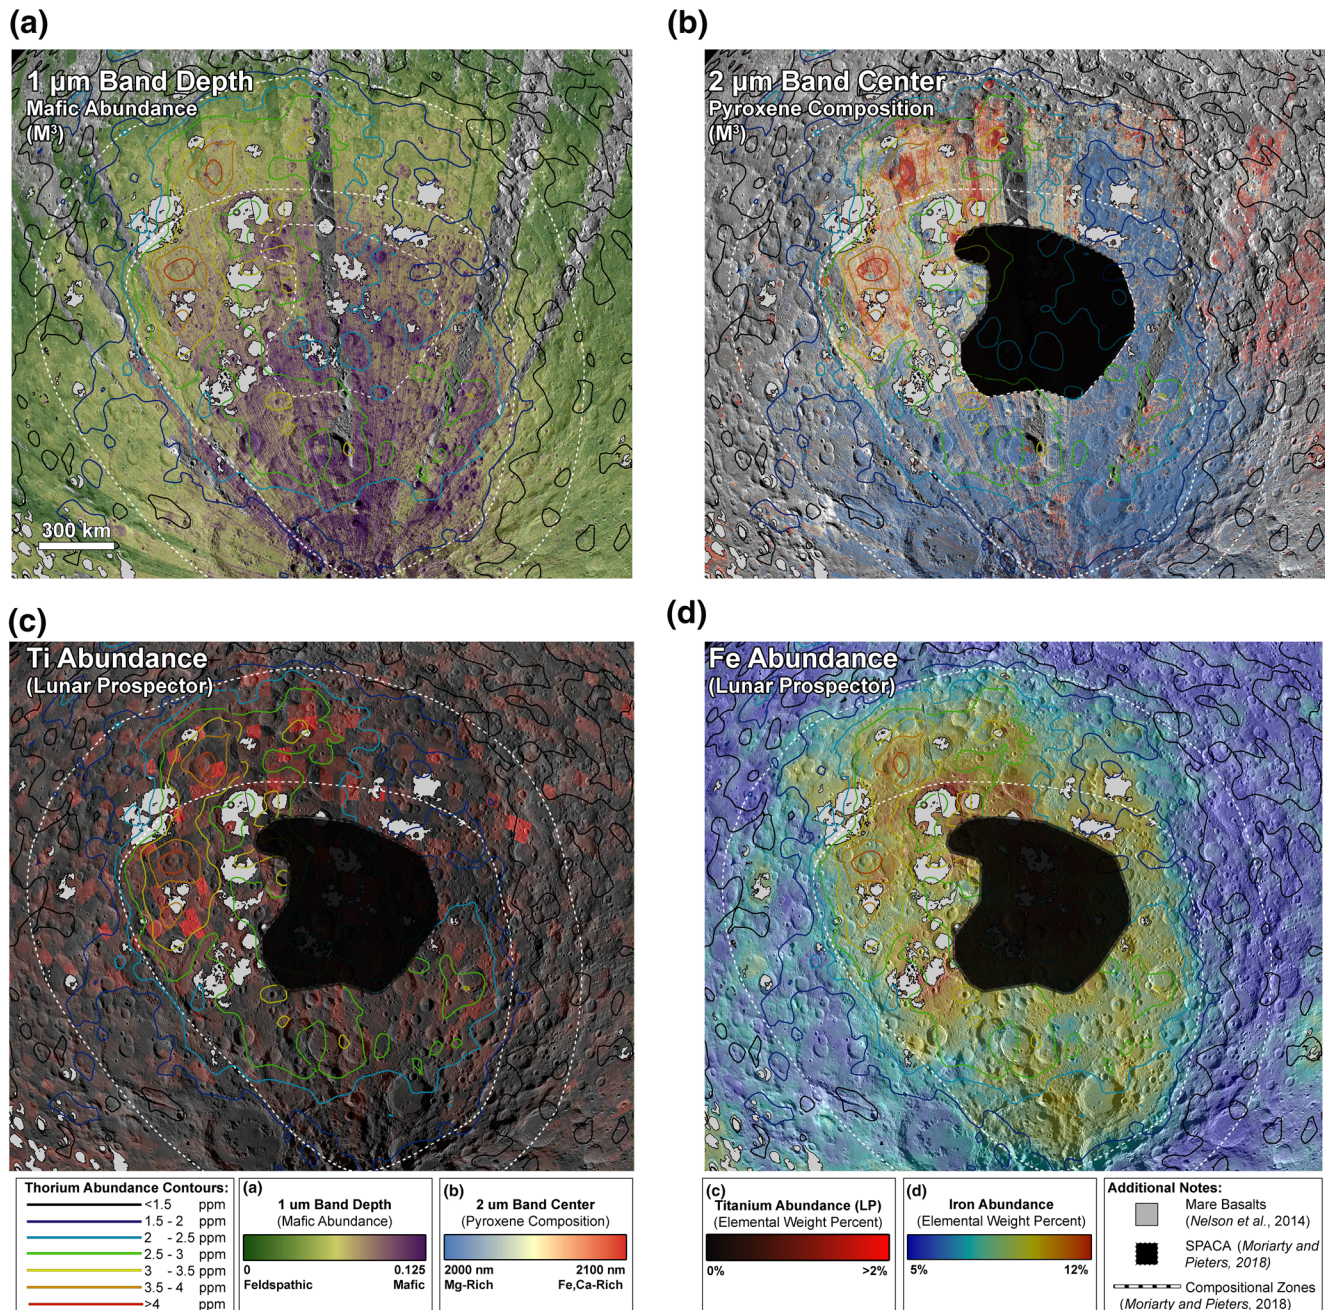 (a)
1 µm Band Depth
Mafic Abundance
(M³)
300 km
(b)
2 µm Band Center
Pyroxene Composition
(M³)
(c)
Ti Abundance
(Lunar Prospector)
(d)
Fe Abundance
(Lunar Prospector)
Thorium Abundance Contours:
<1.5 ppm
1.5 - 2 ppm
2 - 2.5 ppm
2.5 - 3 ppm
3 - 3.5 ppm
3.5 - 4 ppm
>4 ppm
(a)
1 um Band Depth
(Mafic Abundance)
0 0.125
Feldspathic Mafic
(b)
2 um Band Center
(Pyroxene Composition)
2000 nm 2100 nm
Mg-Rich Fe,Ca-Rich
(c)
Titanium Abundance (LP)
(Elemental Weight Percent)
0% >2%
(d)
Iron Abundance
(Elemental Weight Percent)
5% 12%
Additional Notes:
Mare Basalts
(Nelson et al., 2014)
SPACA (Moriarty and
Pieters, 2018)
Compositional Zones
(Moriarty and Pieters, 2018)